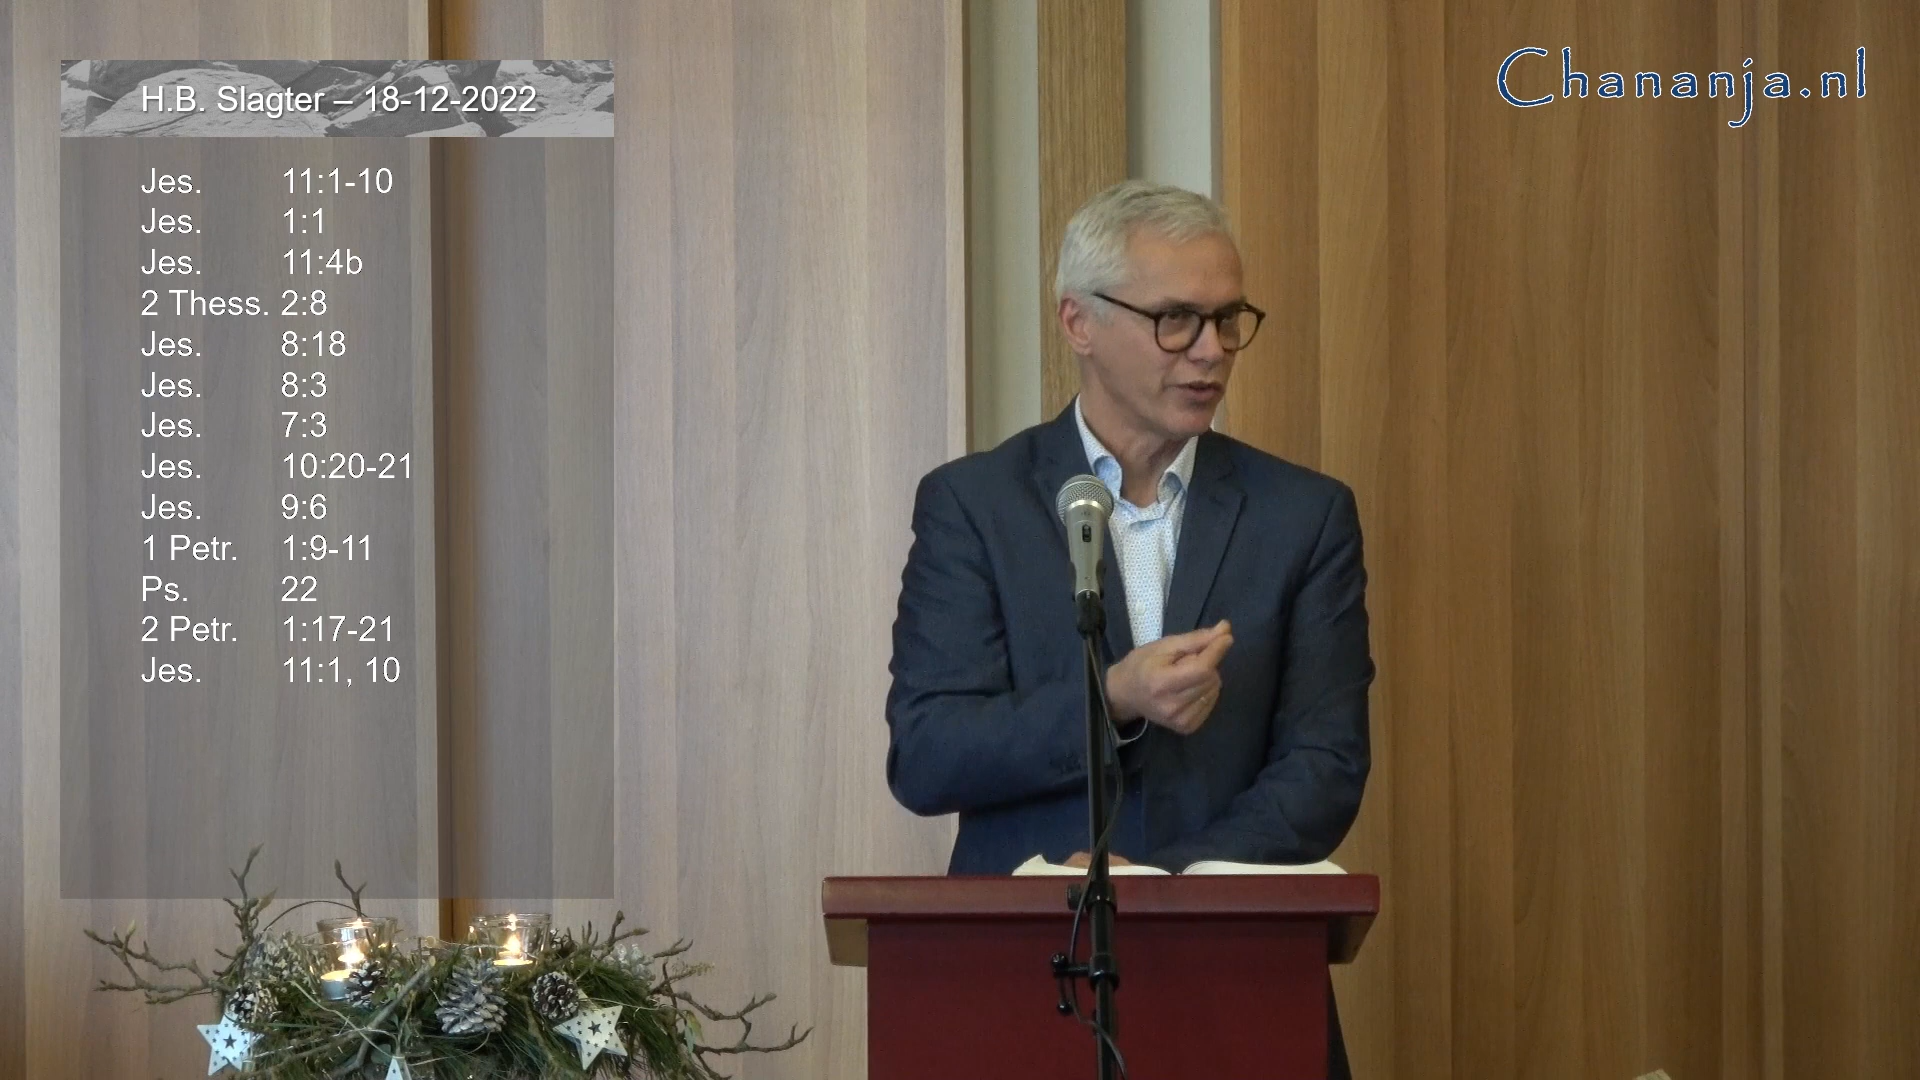 H.B. Slagter – 18-12-2022
Chananja.nl
Jes. 11:1-10
Jes. 1:1
Jes. 11:4b
2 Thess. 2:8
Jes. 8:18
Jes. 8:3
Jes. 7:3
Jes. 10:20-21
Jes. 9:6
1 Petr. 1:9-11
Ps. 22
2 Petr. 1:17-21
Jes. 11:1, 10